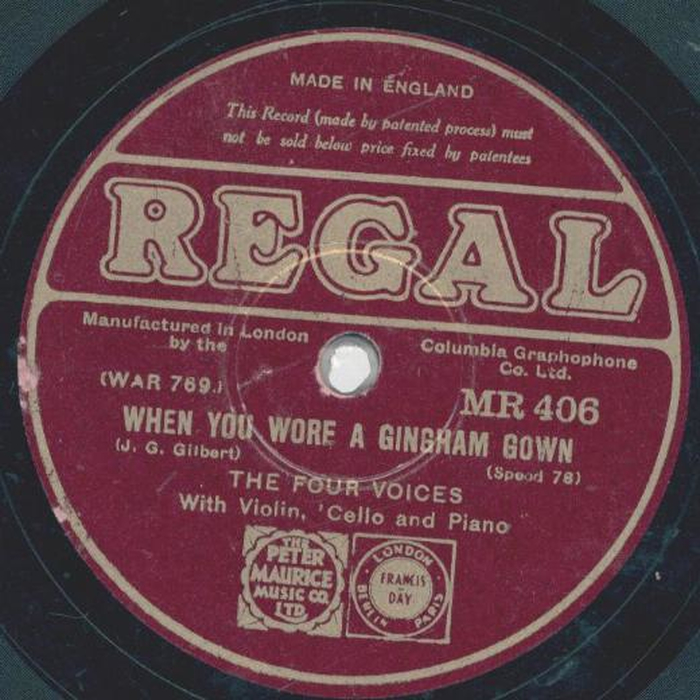 MADE IN ENGLAND
This Record (made by patented process) must
not be sold below price fixed by patentees
REGAL
Manufactured in London
by the
Columbia Graphophone
Co. Ltd.
(WAR 769.)
MR 406
WHEN YOU WORE A GINGHAM GOWN
(J. G. Gilbert)
(Speed 78)
THE FOUR VOICES
With Violin, 'Cello and Piano
THE
PETER
MAURICE
MUSIC CO
LTD.
LONDON
FRANCIS
DAY
BERLIN PARIS